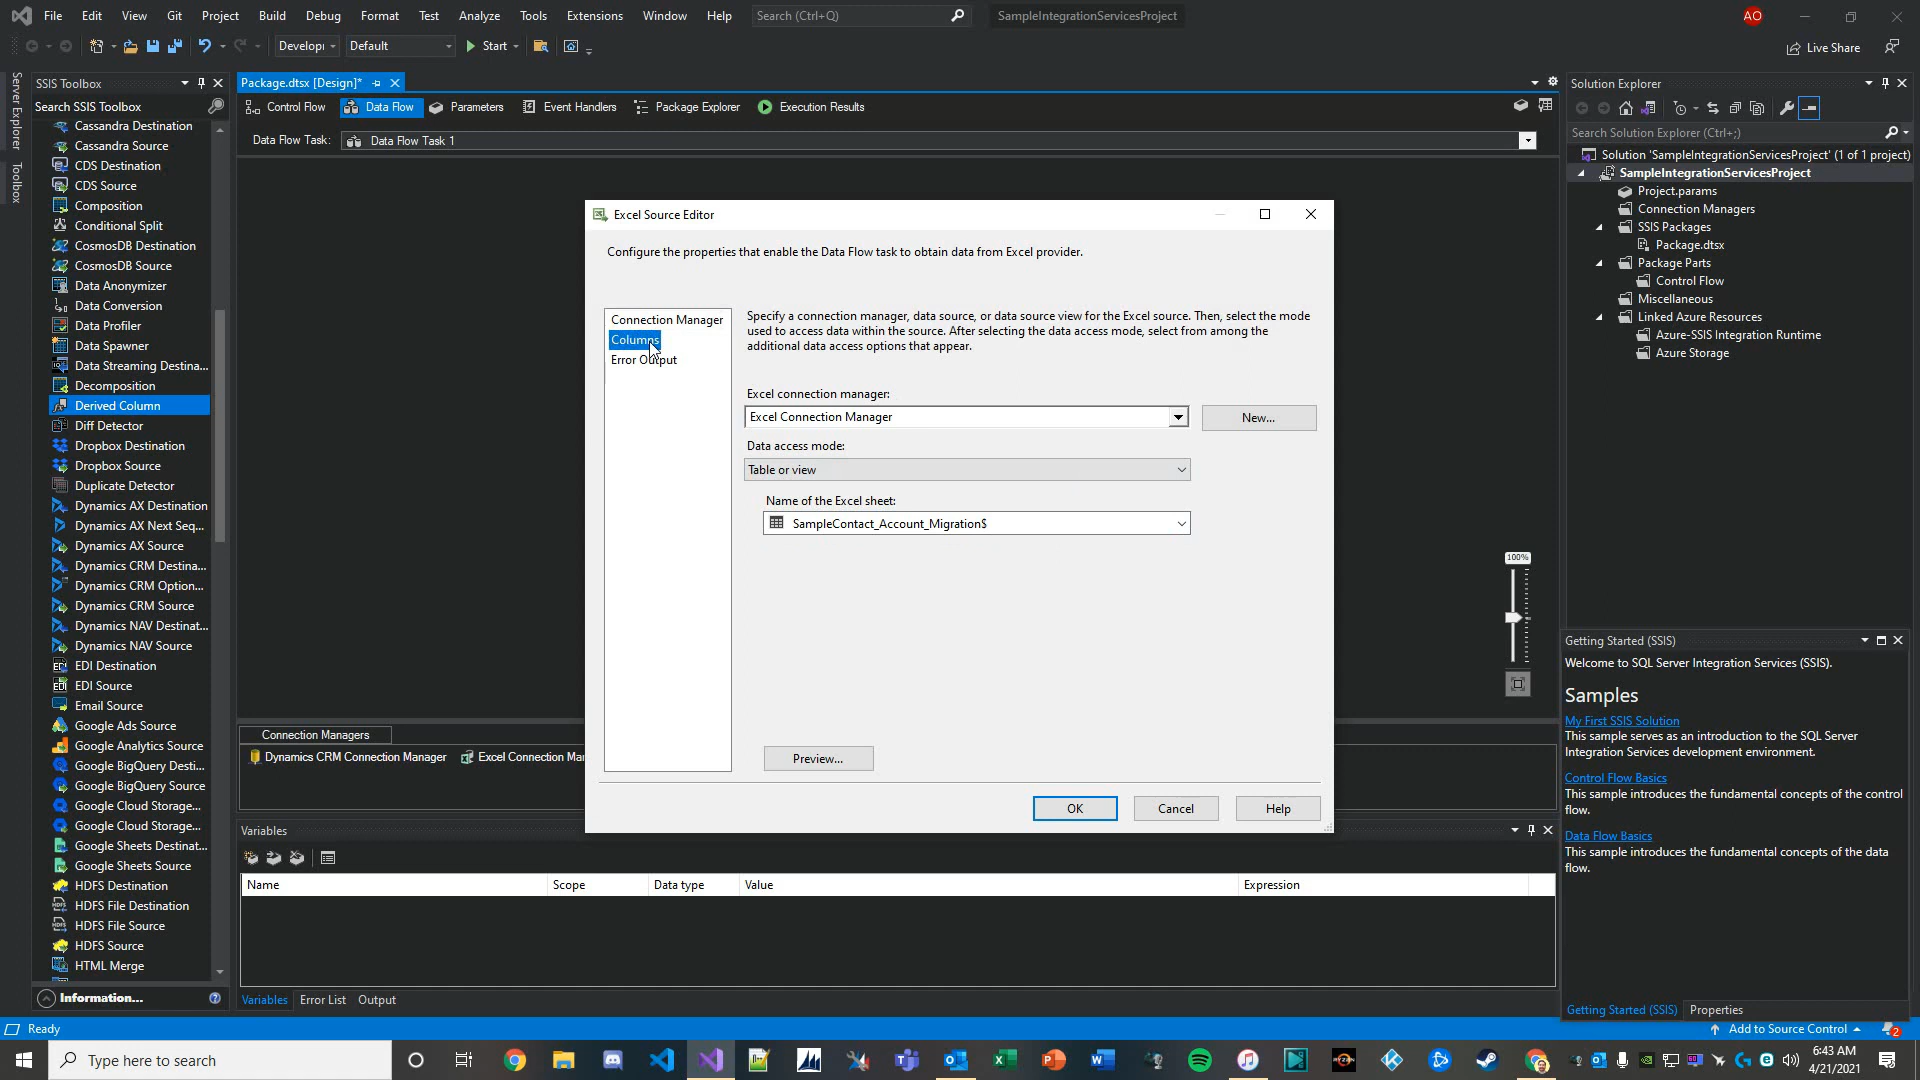 File Edit View Git Project Build Debug Format Test Analyze Tools Extensions Window Help Search (Ctrl+Q) SampleIntegrationServicesProject AO
Developi Default Start Live Share
Server Explorer
Toolbox
SSIS Toolbox
Search SSIS Toolbox
Cassandra Destination
Cassandra Source
CDS Destination
CDS Source
Composition
Conditional Split
CosmosDB Destination
CosmosDB Source
Data Anonymizer
Data Conversion
Data Profiler
Data Spawner
Data Streaming Destina...
Decomposition
Derived Column
Diff Detector
Dropbox Destination
Dropbox Source
Duplicate Detector
Dynamics AX Destination
Dynamics AX Next Seq...
Dynamics AX Source
Dynamics CRM Destina...
Dynamics CRM Option...
Dynamics CRM Source
Dynamics NAV Destinat...
Dynamics NAV Source
EDI Destination
EDI Source
Email Source
Google Ads Source
Google Analytics Source
Google BigQuery Desti...
Google BigQuery Source
Google Cloud Storage...
Google Cloud Storage...
Google Sheets Destinat...
Google Sheets Source
HDFS Destination
HDFS File Destination
HDFS File Source
HDFS Source
HTML Merge
Information...
Package.dtsx [Design]*
Control Flow Data Flow Parameters Event Handlers Package Explorer Execution Results
Data Flow Task: Data Flow Task 1
Excel Source Editor
Configure the properties that enable the Data Flow task to obtain data from Excel provider.
Connection Manager
Columns
Error Output
Specify a connection manager, data source, or data source view for the Excel source. Then, select the mode
used to access data within the source. After selecting the data access mode, select from among the
additional data access options that appear.
Excel connection manager:
Excel Connection Manager New...
Data access mode:
Table or view
Name of the Excel sheet:
SampleContact_Account_Migration$
Preview...
OK Cancel Help
100%
Connection Managers
Dynamics CRM Connection Manager Excel Connection Mar
Variables
Name Scope Data type Value Expression
Variables Error List Output
Solution Explorer
Search Solution Explorer (Ctrl+;)
Solution 'SampleIntegrationServicesProject' (1 of 1 project)
SampleIntegrationServicesProject
Project.params
Connection Managers
SSIS Packages
Package.dtsx
Package Parts
Control Flow
Miscellaneous
Linked Azure Resources
Azure-SSIS Integration Runtime
Azure Storage
Getting Started (SSIS)
Welcome to SQL Server Integration Services (SSIS).
Samples
My First SSIS Solution
This sample serves as an introduction to the SQL Server
Integration Services development environment.
Control Flow Basics
This sample introduces the fundamental concepts of the control
flow.
Data Flow Basics
This sample introduces the fundamental concepts of the data
flow.
Getting Started (SSIS) Properties
Ready Add to Source Control 2
Type here to search
6:43 AM
4/21/2021